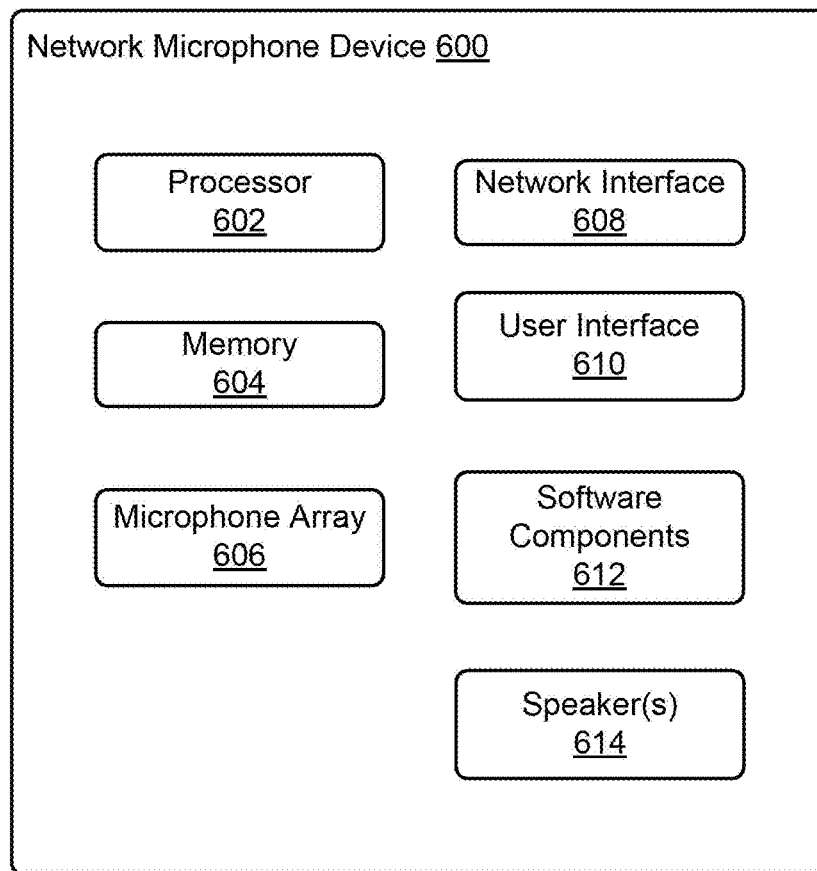 Network Microphone Device 600
Processor
602
Network Interface
608
Memory
604
User Interface
610
Microphone Array
606
Software
Components
612
Speaker(s)
614